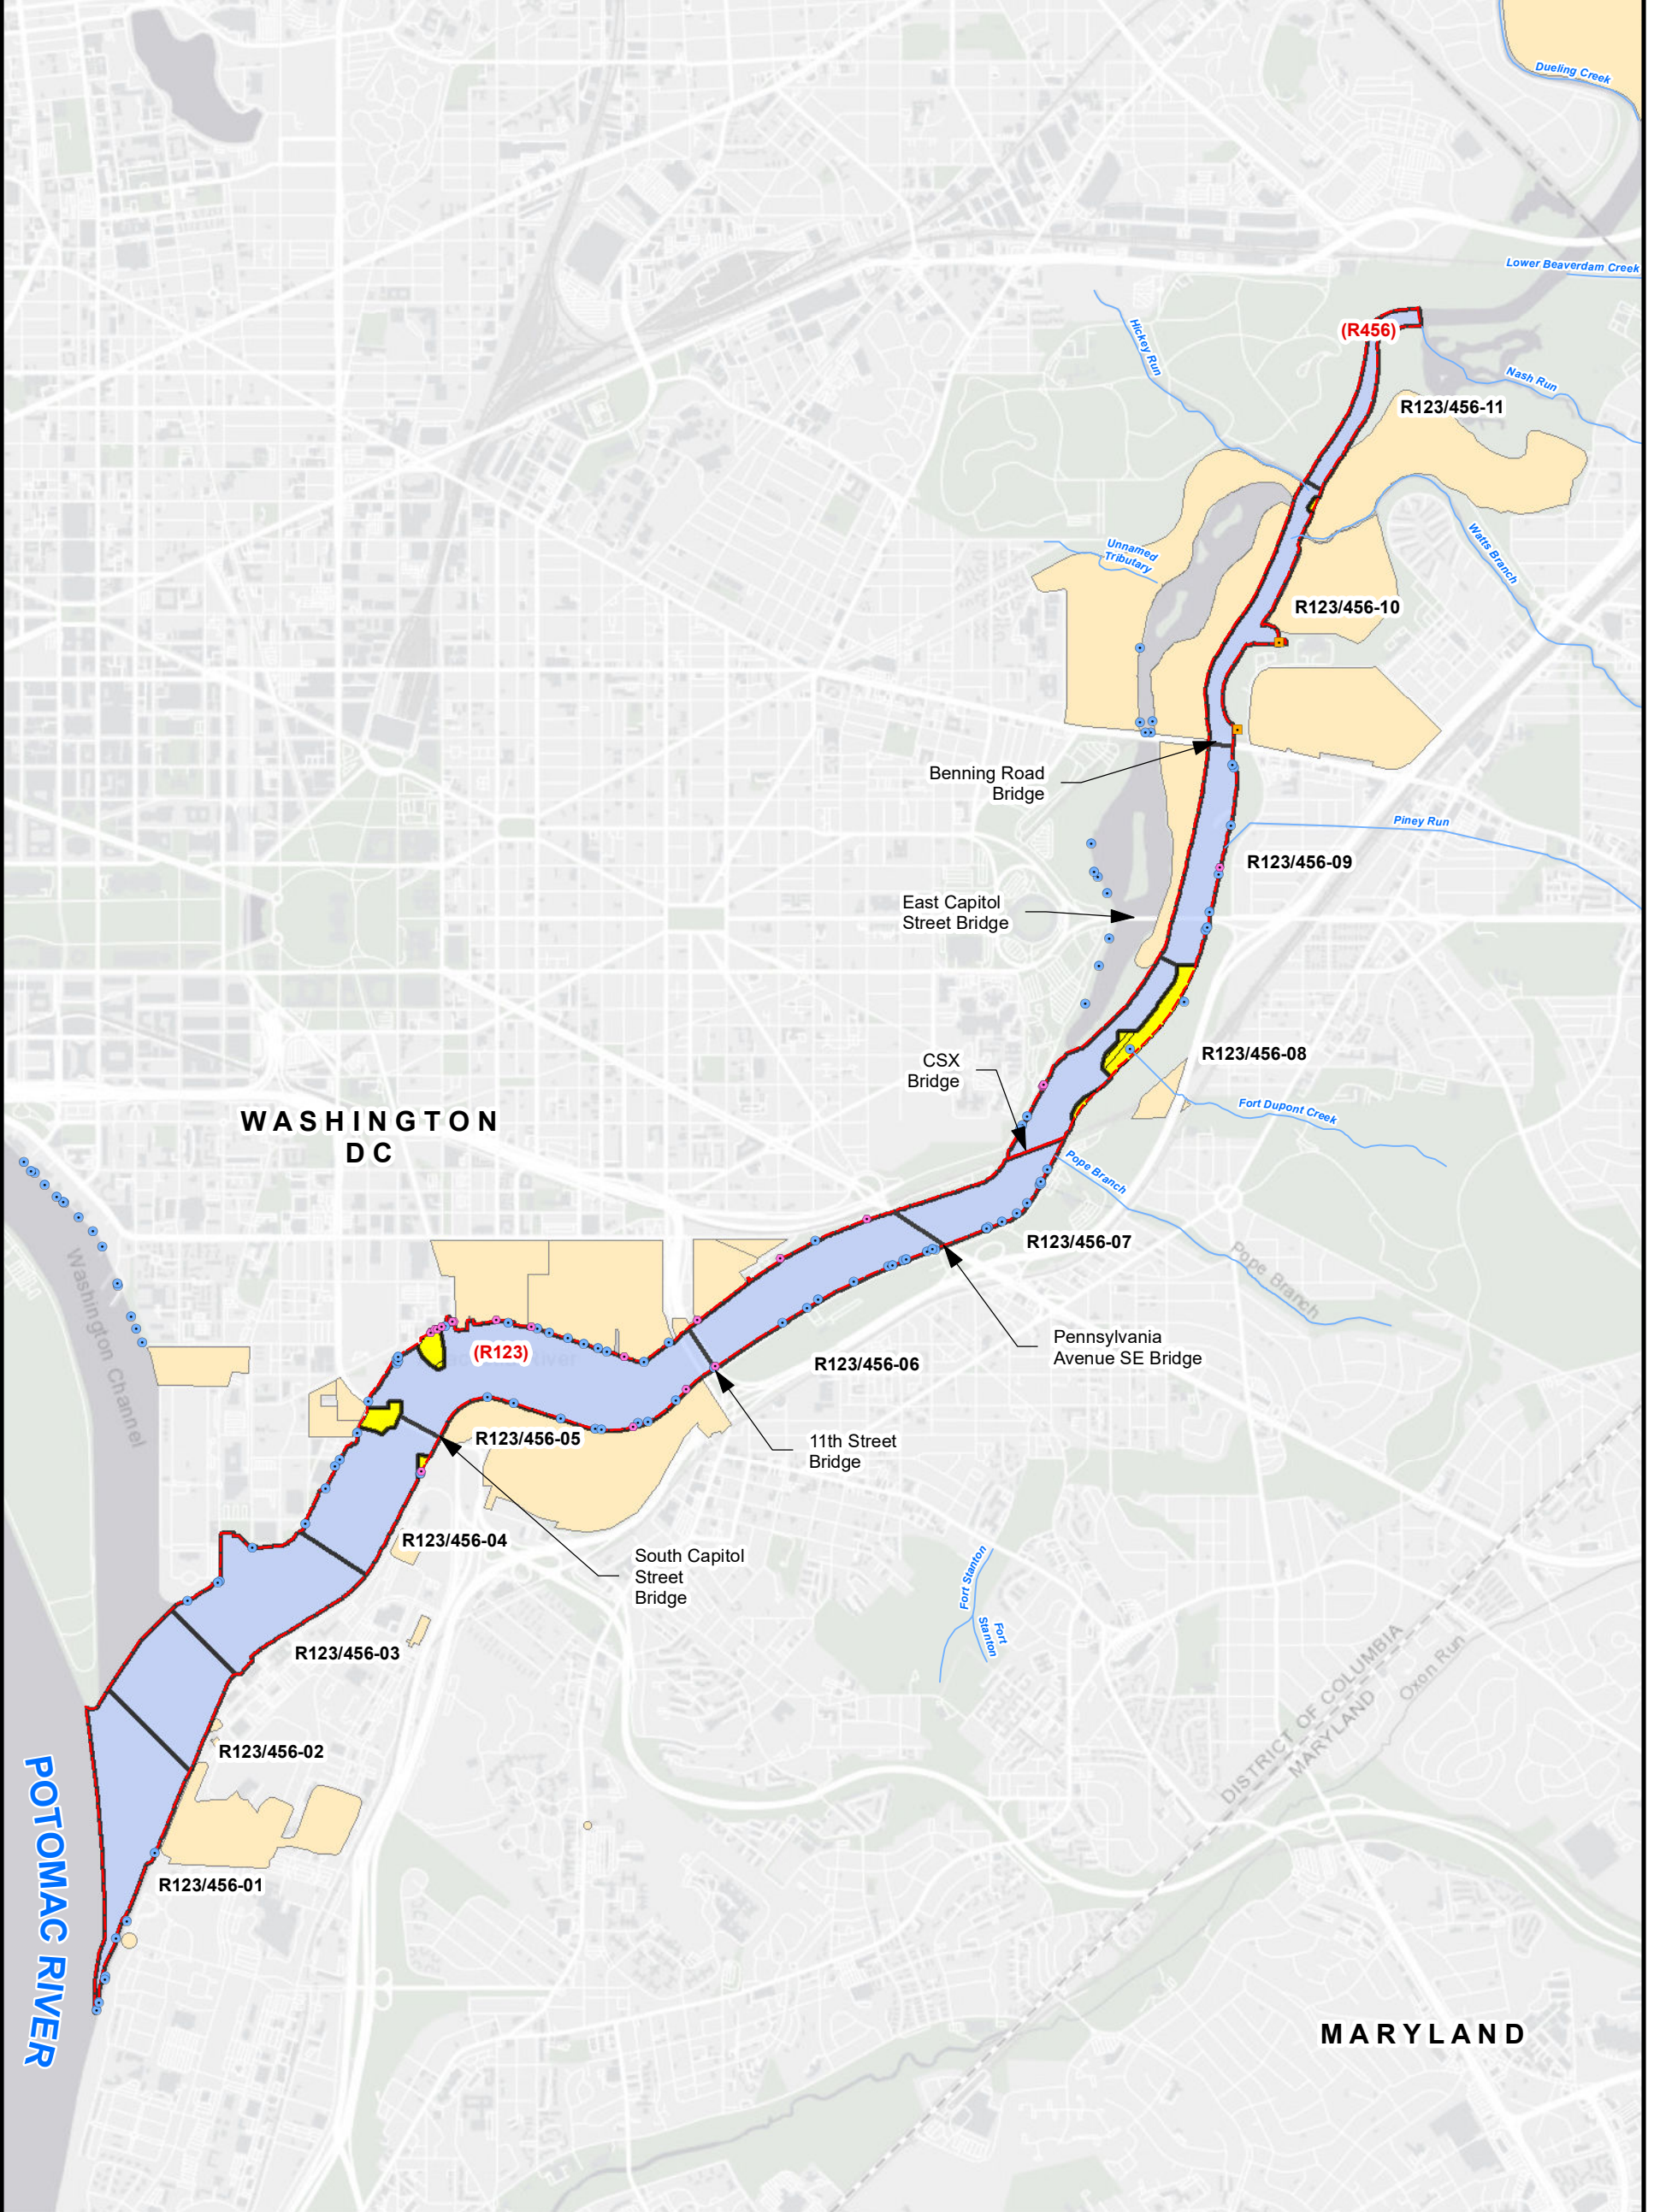 Dueling Creek
Lower Beaverdam Creek
(R456)
Hickey Run
Nash Run
R123/456-11
Watts Branch
Unnamed
Tributary
R123/456-10
Benning Road
Bridge
Piney Run
R123/456-09
East Capitol
Street Bridge
CSX
Bridge
R123/456-08
Fort Dupont Creek
WASHINGTON
DC
Pope Branch
R123/456-07
Pope Branch
Washington Channel
(R123)
River
Pennsylvania
Avenue SE Bridge
R123/456-06
R123/456-05
11th Street
Bridge
R123/456-04
South Capitol
Street
Bridge
Fort Stanton
Fort
Stanton
R123/456-03
DISTRICT OF COLUMBIA
MARYLAND
Oxon Run
R123/456-02
POTOMAC RIVER
R123/456-01
MARYLAND